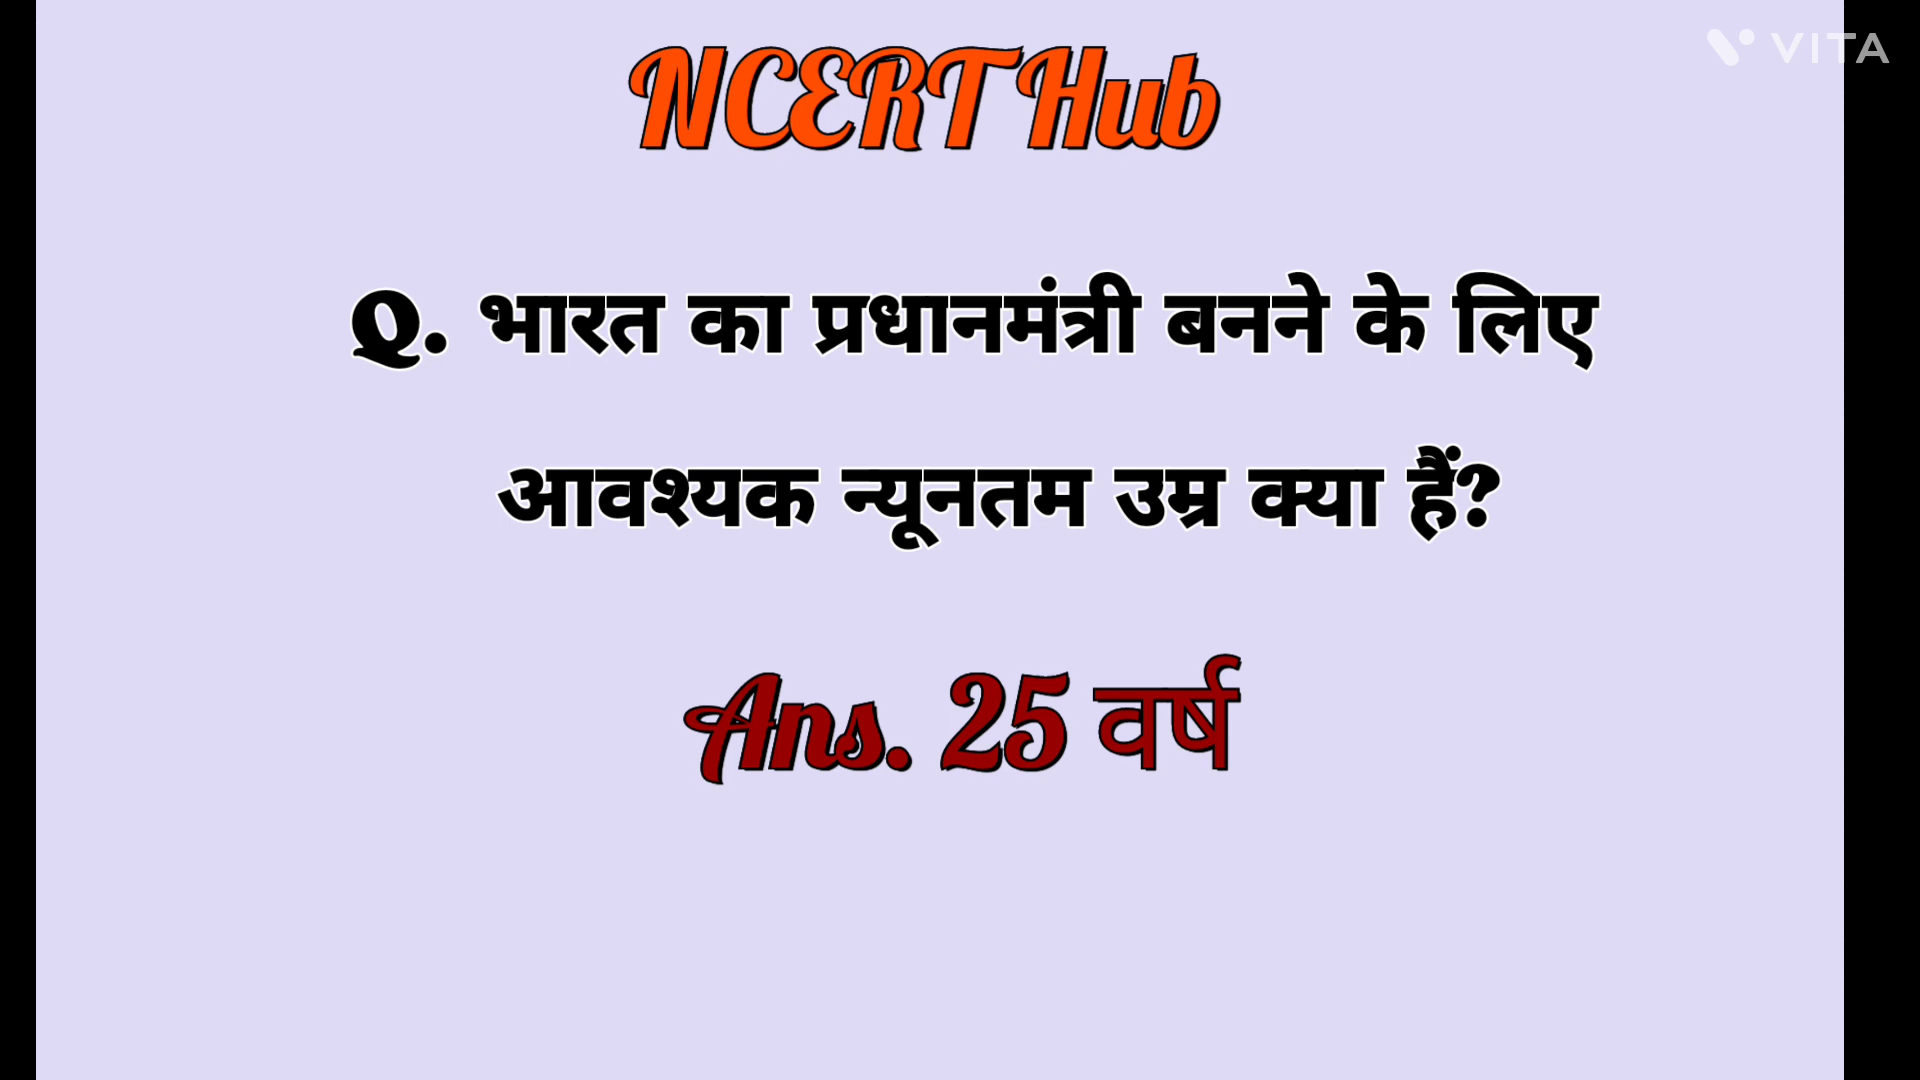 NCERT Hub
VITA
Q. भारत का प्रधानमंत्री बनने के लिए
आवश्यक न्यूनतम उम्र क्या हैं?
Ans. 25 वर्ष